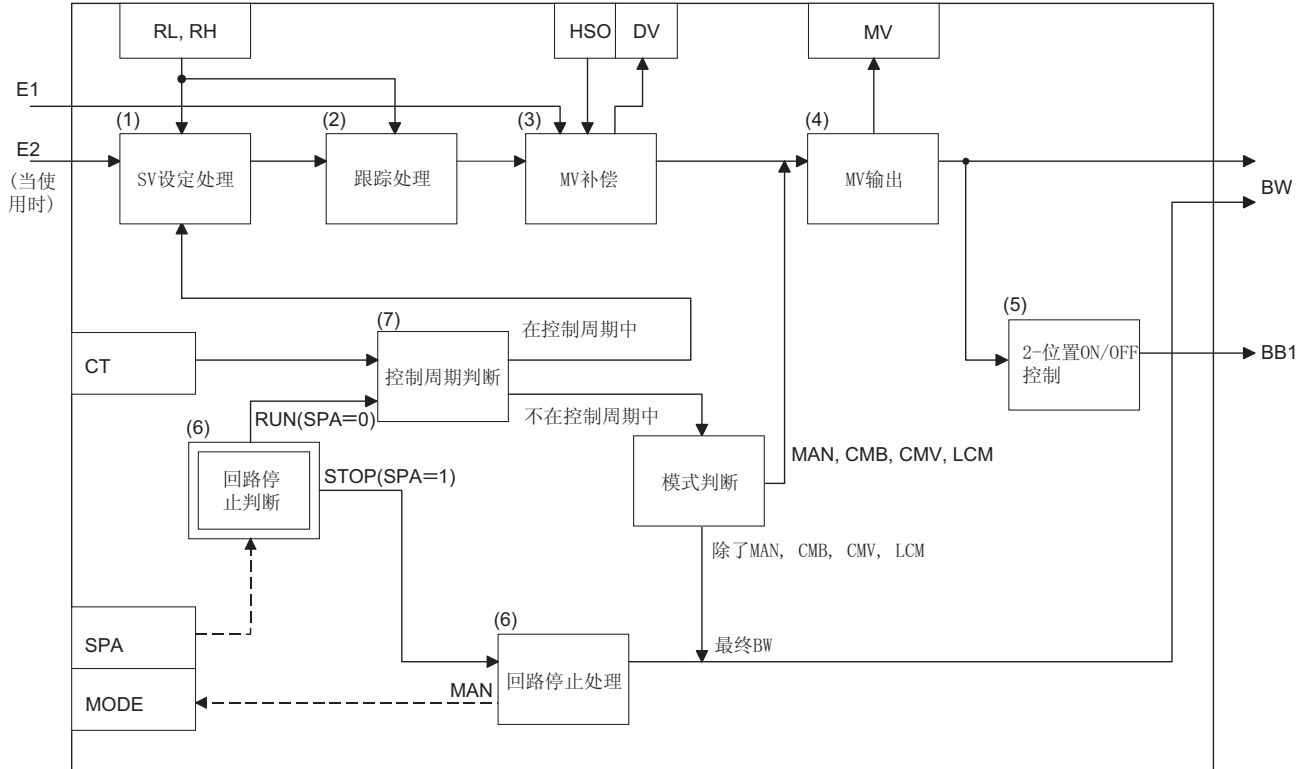 RL, RH
HSO
DV
MV
E1
(1)
(2)
(3)
(4)
E2
(当使
用时)
SV设定处理
跟踪处理
MV补偿
MV输出
BW
(5)
2-位置ON/OFF
控制
BB1
(7)
在控制周期中
CT
控制周期判断
RUN(SPA=0)
不在控制周期中
(6)
回路停
止判断
STOP(SPA=1)
模式判断
MAN, CMB, CMV, LCM
除了MAN, CMB, CMV, LCM
SPA
(6)
最终BW
回路停止处理
MAN
MODE